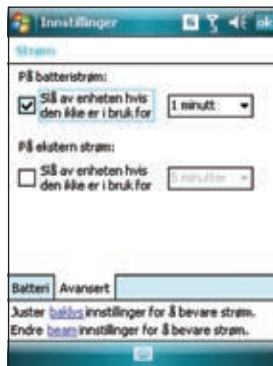 Innstillinger ok
Strøm
På batteristrøm:
Slå av enheten hvis
den ikke er i bruk for
1 minutt
På ekstern strøm:
Slå av enheten hvis
den ikke er i bruk for
5 minutter
Batteri Avansert
Juster baklys innstillinger for å bevare strøm.
Endre beam innstillinger for å bevare strøm.